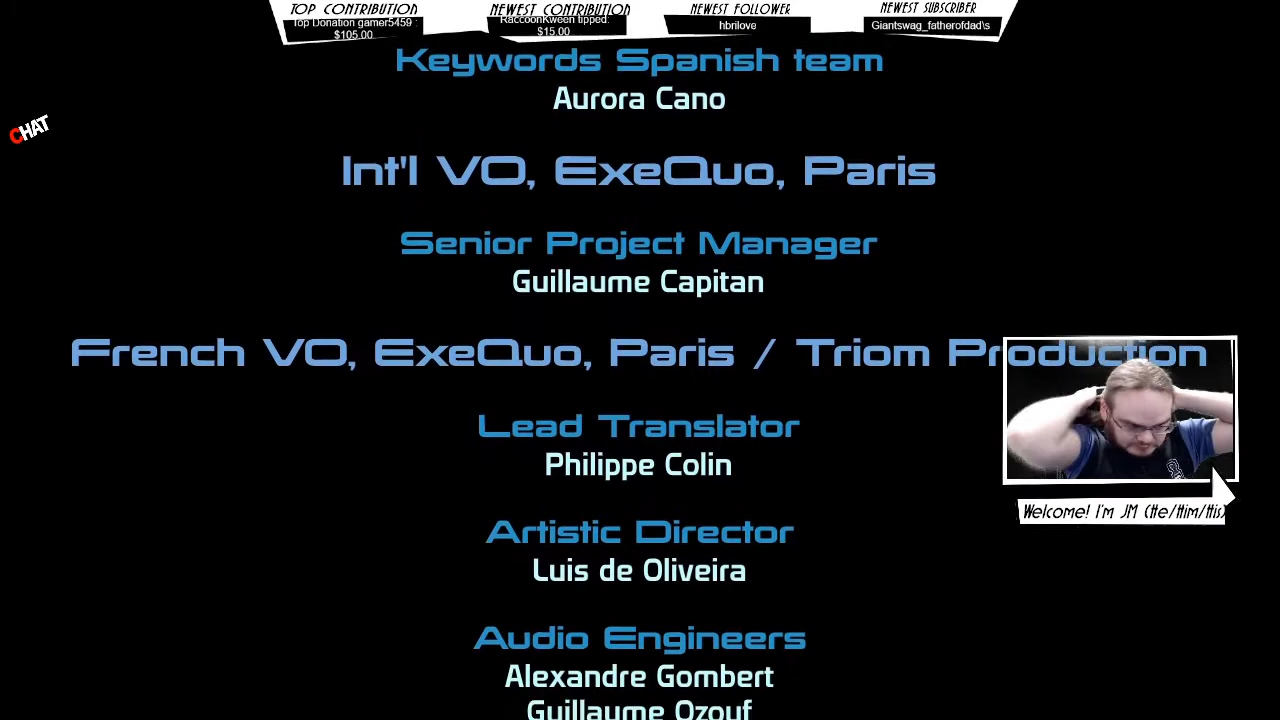 TOP CONTRIBUTION
Top Donation gamer5459 :
$105.00
NEWEST CONTRIBUTION
RaccoonKween tipped:
$15.00
NEWEST FOLLOWER
hbrilove
NEWEST SUBSCRIBER
Giantswag_fatherofdad\s
CHAT
Keywords Spanish team
Aurora Cano
Int'l VO, ExeQuo, Paris
Senior Project Manager
Guillaume Capitan
French VO, ExeQuo, Paris / Triom Production
Lead Translator
Philippe Colin
Welcome! I'm JM (He/Him/His)
Artistic Director
Luis de Oliveira
Audio Engineers
Alexandre Gombert
Guillaume Ozouf